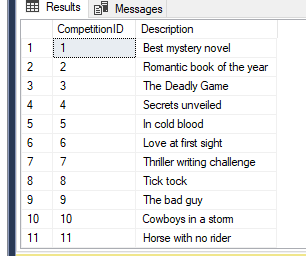 Results Messages
CompetitionID Description
1 1 Best mystery novel
2 2 Romantic book of the year
3 3 The Deadly Game
4 4 Secrets unveiled
5 5 In cold blood
6 6 Love at first sight
7 7 Thriller writing challenge
8 8 Tick tock
9 9 The bad guy
10 10 Cowboys in a storm
11 11 Horse with no rider